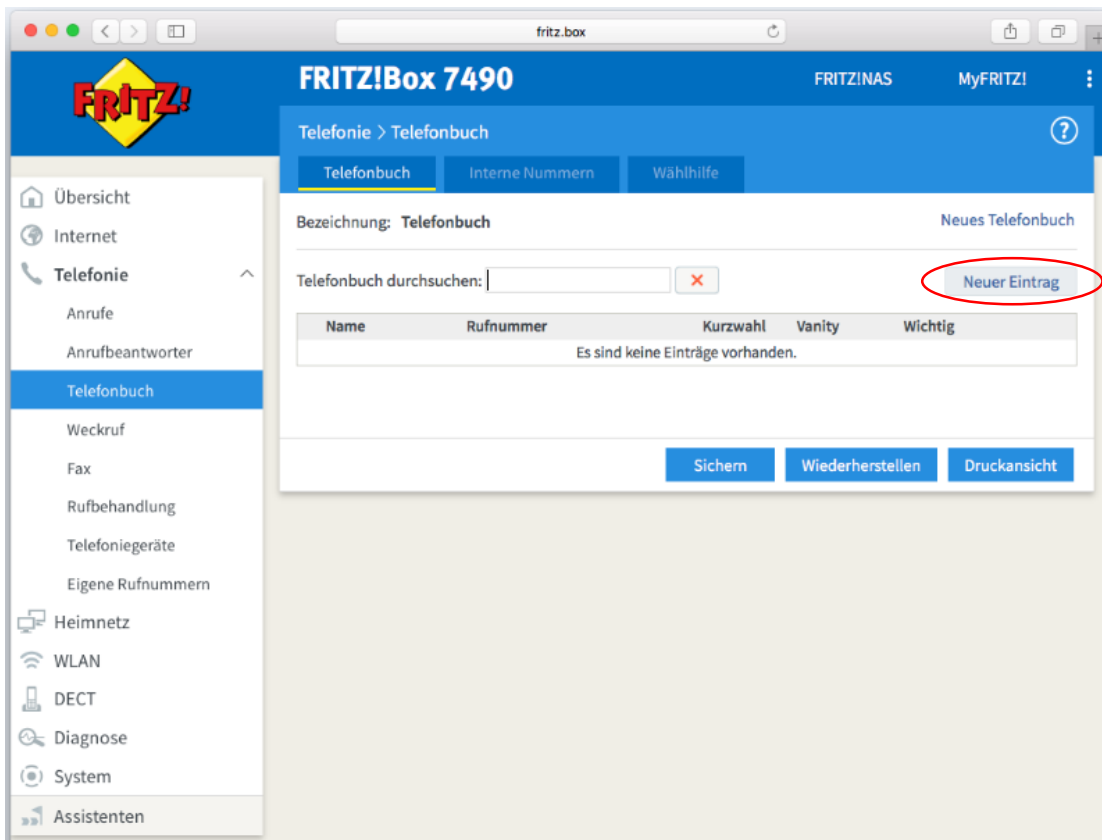 fritz.box
FRITZ!
FRITZ!Box 7490
FRITZ!NAS
MyFRITZ!
Telefonie > Telefonbuch
?
Telefonbuch
Interne Nummern
Wählhilfe
Übersicht
Internet
Telefonie
Anrufe
Anrufbeantworter
Telefonbuch
Weckruf
Fax
Rufbehandlung
Telefoniegeräte
Eigene Rufnummern
Heimnetz
WLAN
DECT
Diagnose
System
Assistenten
Bezeichnung: Telefonbuch
Neues Telefonbuch
Telefonbuch durchsuchen:
Neuer Eintrag
Name Rufnummer Kurzwahl Vanity Wichtig
Es sind keine Einträge vorhanden.
Sichern
Wiederherstellen
Druckansicht